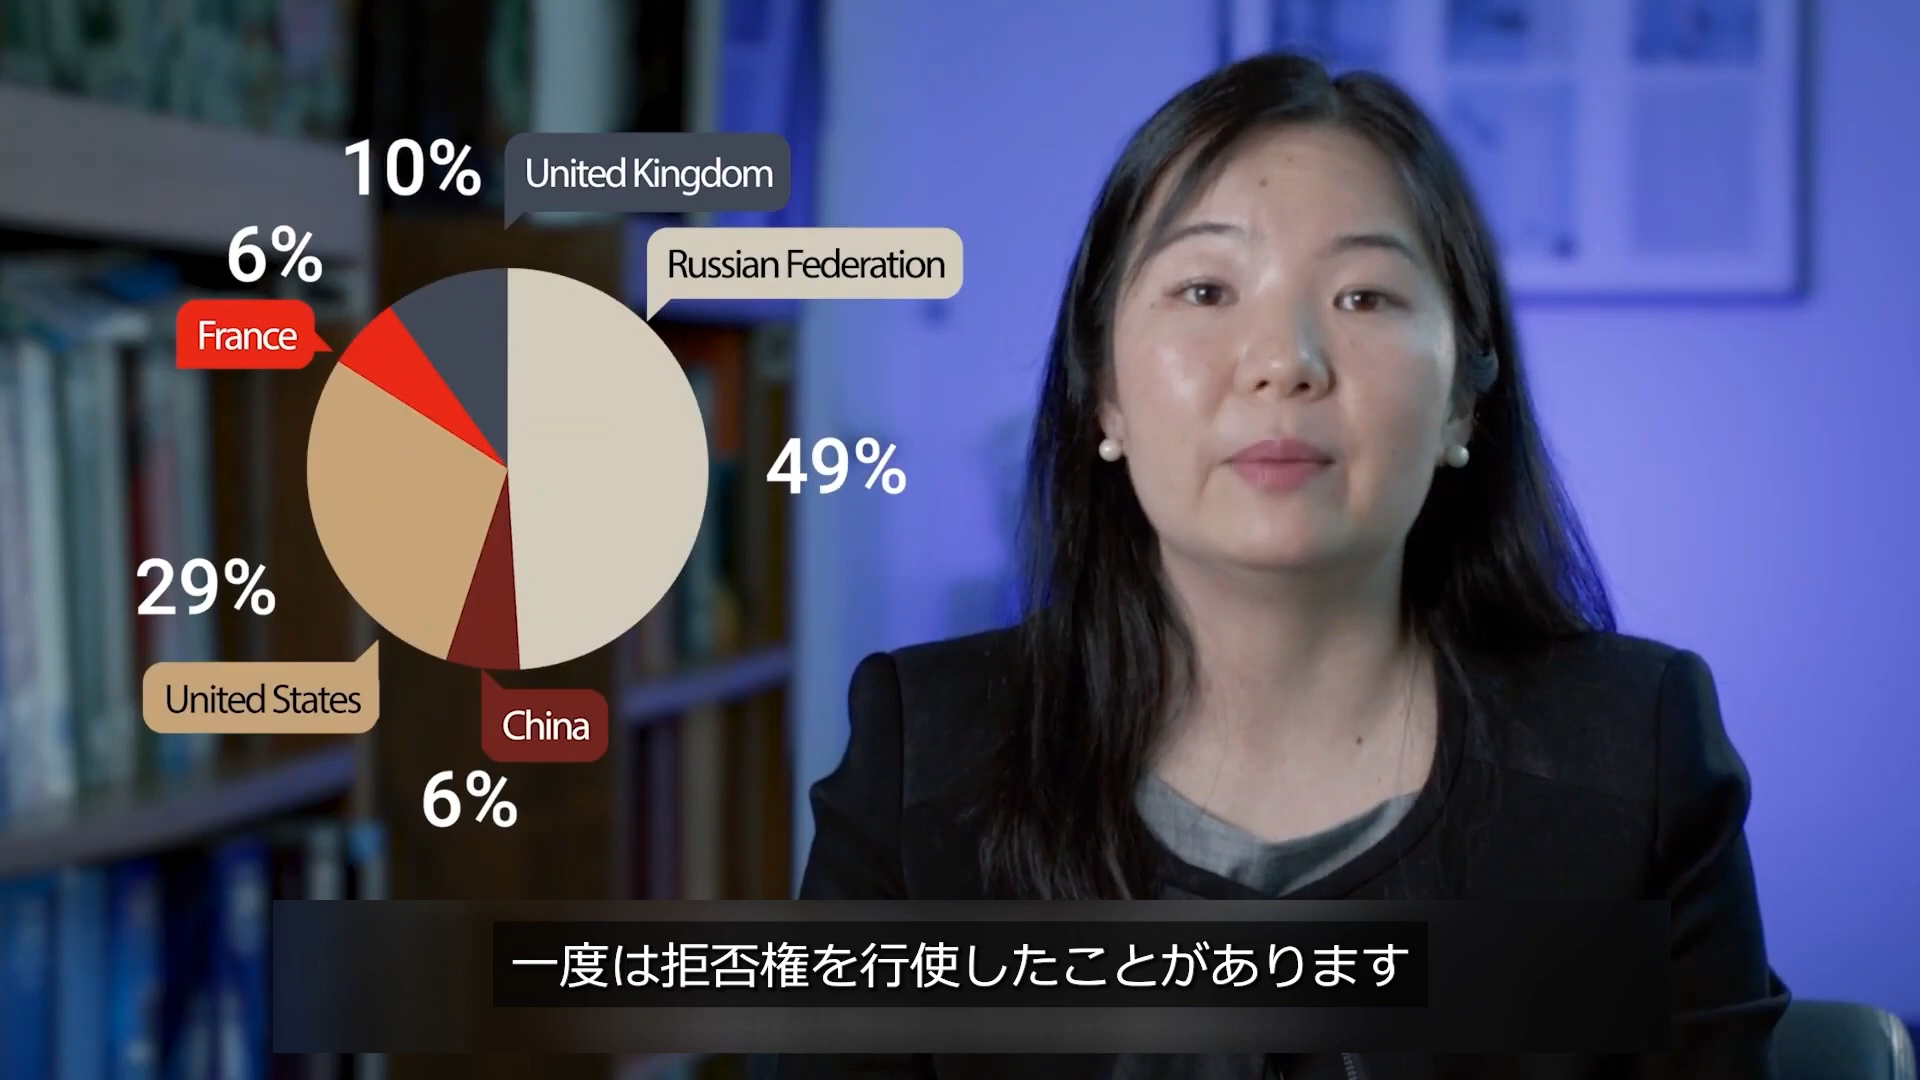 10%
United Kingdom
6%
Russian Federation
France
49%
29%
United States
China
6%
一度は拒否権を行使したことがあります